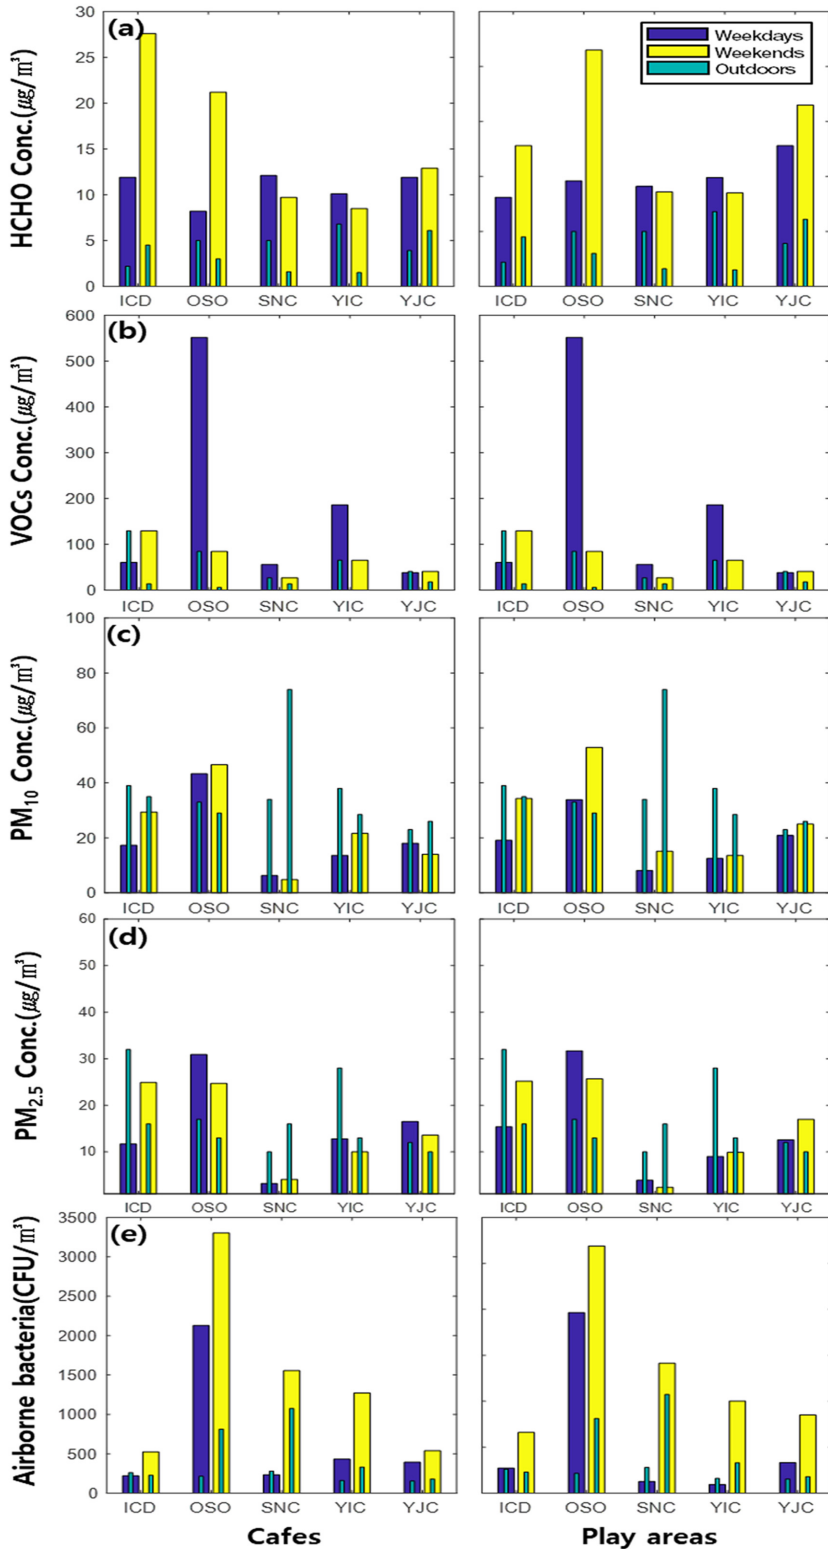 (a)
30
25
20
15
10
5
0
HCHO Conc.(μg/㎥)
ICD OSO SNC YIC YJC
Weekdays
Weekends
Outdoors
ICD OSO SNC YIC YJC
(b)
600
500
400
300
200
100
0
VOCs Conc.(μg/㎥)
ICD OSO SNC YIC YJC
ICD OSO SNC YIC YJC
(c)
100
80
60
40
20
0
PM10 Conc.(μg/㎥)
ICD OSO SNC YIC YJC
ICD OSO SNC YIC YJC
(d)
60
50
40
30
20
10
PM2.5 Conc.(μg/㎥)
ICD OSO SNC YIC YJC
ICD OSO SNC YIC YJC
(e)
3500
3000
2500
2000
1500
1000
500
0
Airborne bacteria(CFU/㎥)
ICD OSO SNC YIC YJC
ICD OSO SNC YIC YJC
Cafes
Play areas